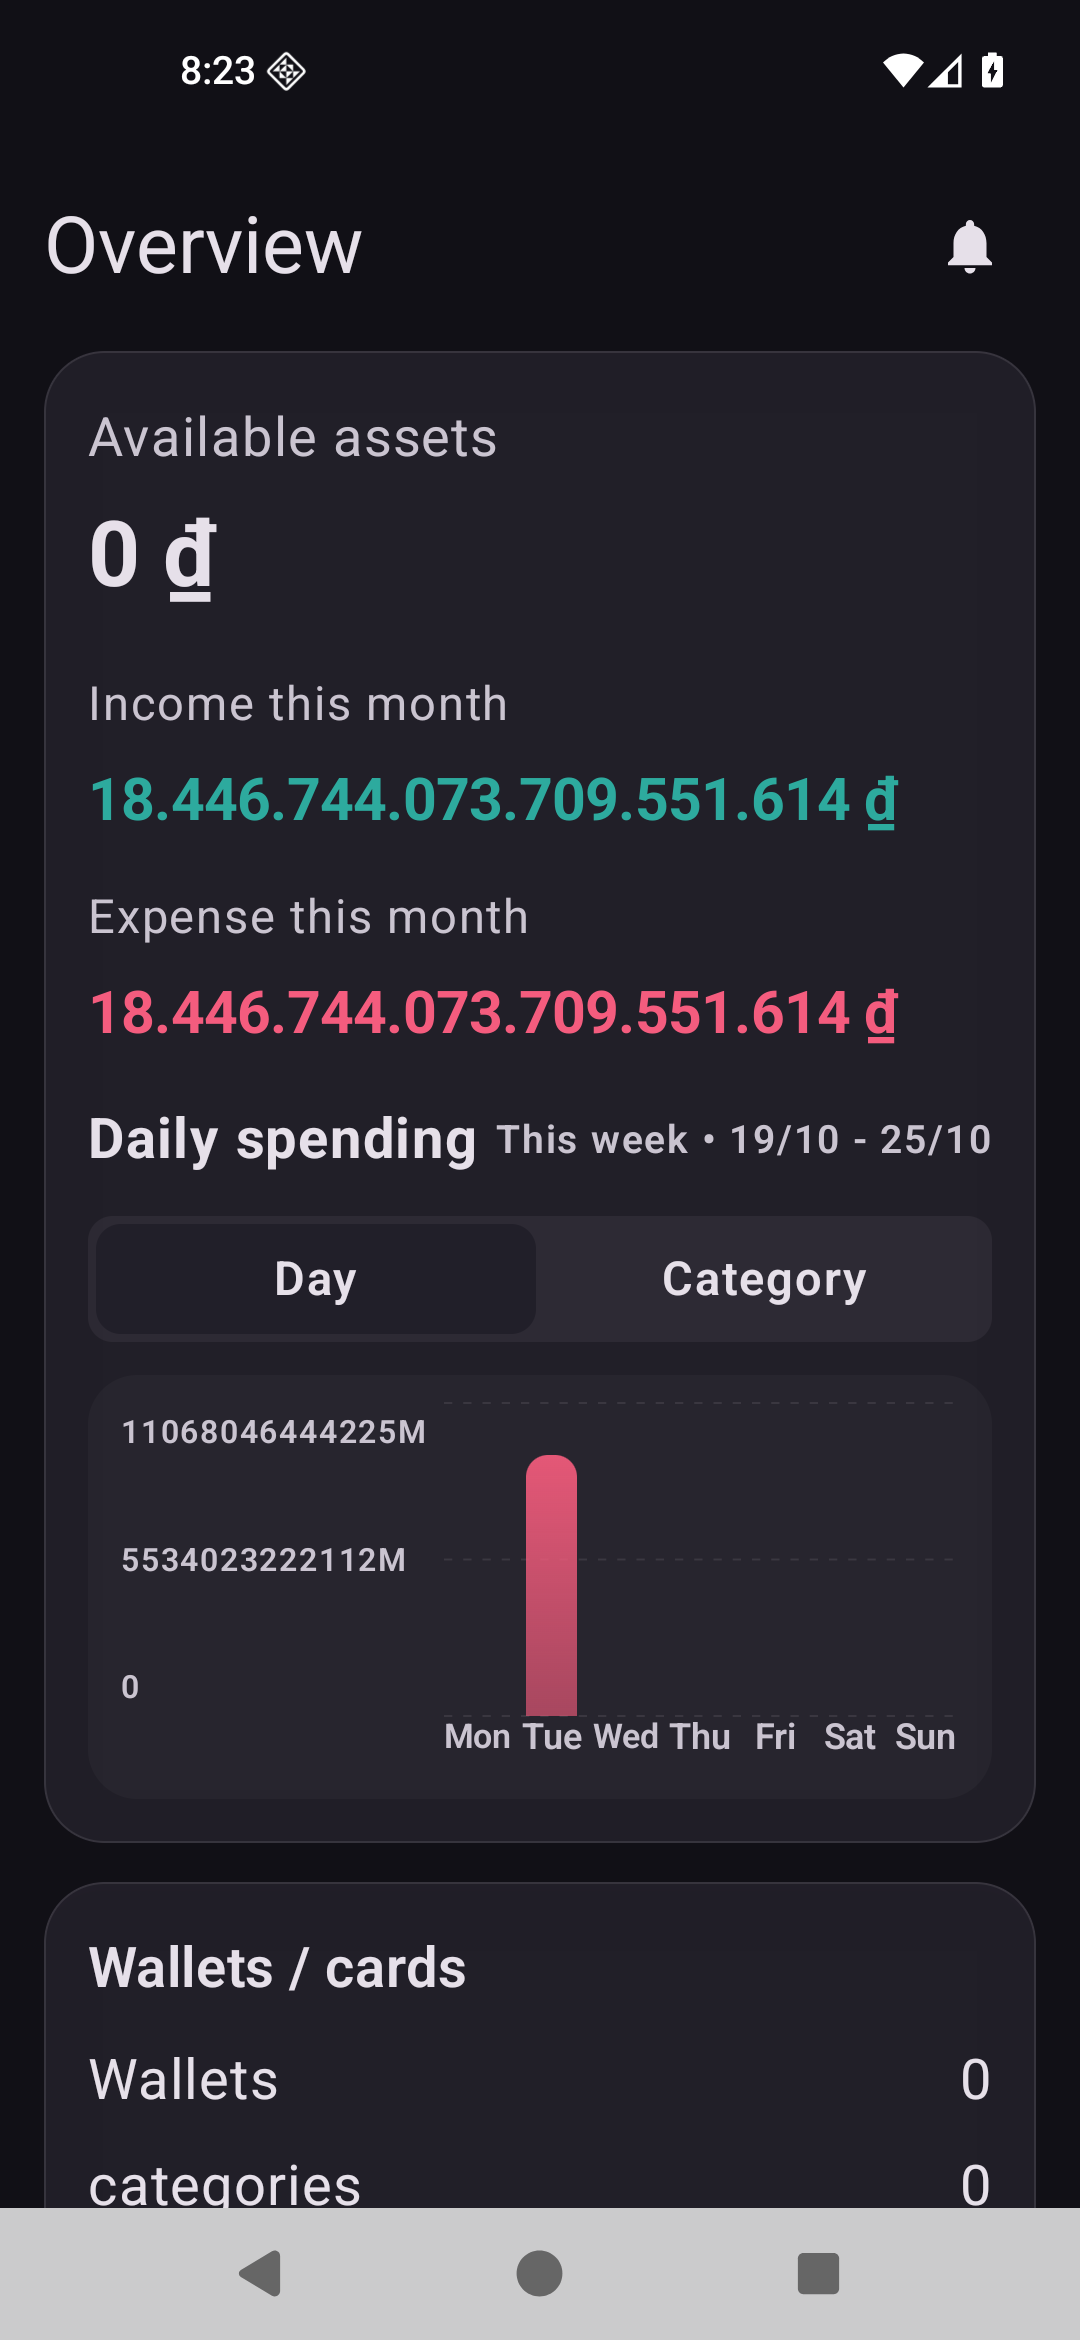 8:23
Overview
Available assets
0 ₫
Income this month
18.446.744.073.709.551.614 ₫
Expense this month
18.446.744.073.709.551.614 ₫
Daily spending This week • 19/10 - 25/10
Day Category
11068046444225M
5534023222112M
0
Mon Tue Wed Thu Fri Sat Sun
Wallets / cards
Wallets 0
categories 0